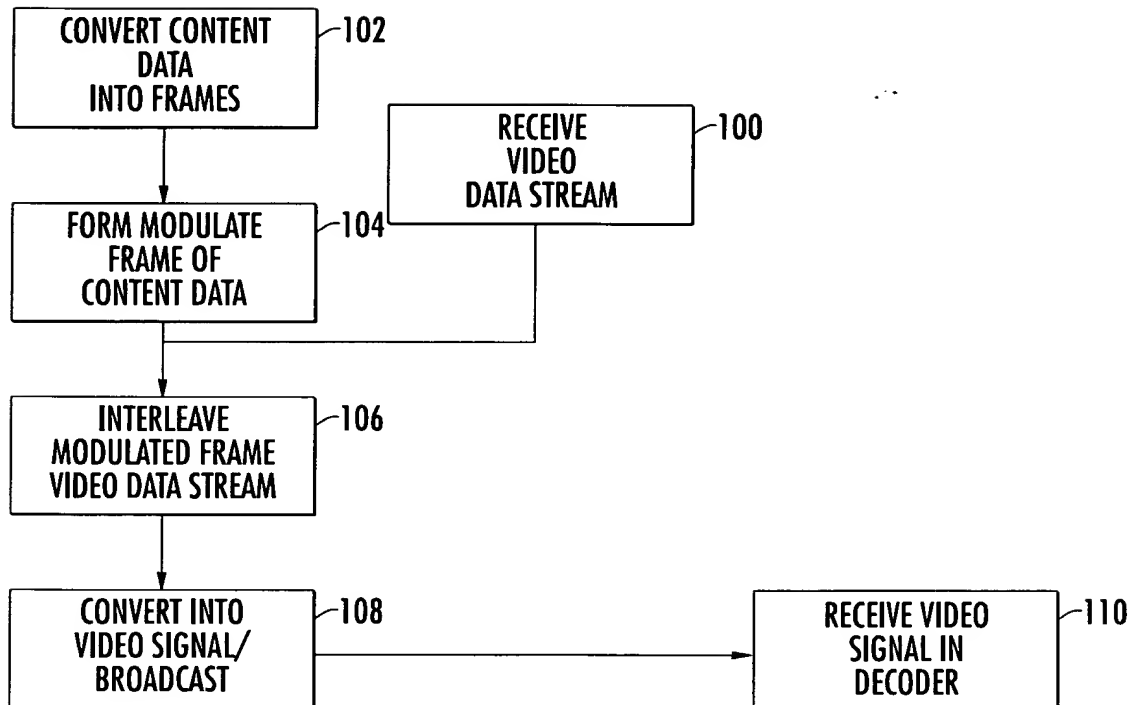 CONVERT CONTENT
DATA
INTO FRAMES
102
RECEIVE
VIDEO
DATA STREAM
100
FORM MODULATE
FRAME OF
CONTENT DATA
104
INTERLEAVE
MODULATED FRAME
VIDEO DATA STREAM
106
CONVERT INTO
VIDEO SIGNAL/
BROADCAST
108
RECEIVE VIDEO
SIGNAL IN
DECODER
110